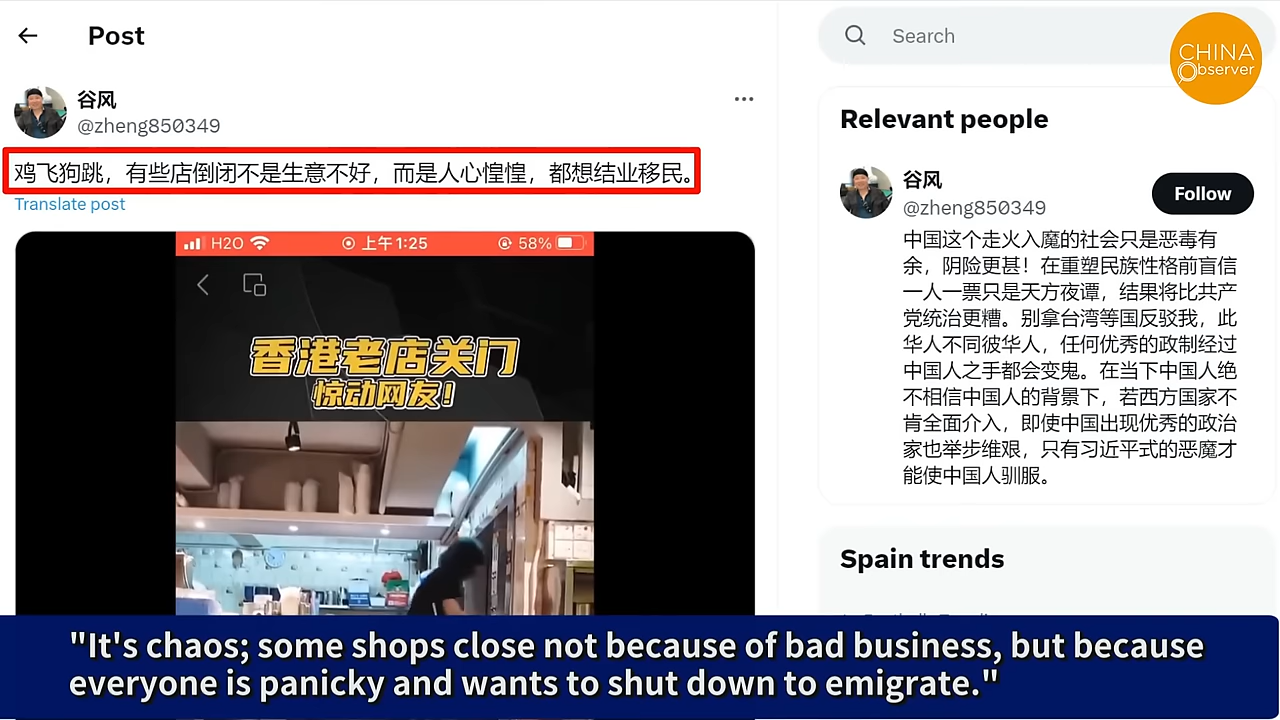 Post
谷风
@zheng850349
鸡飞狗跳，有些店倒闭不是生意不好，而是人心惶惶，都想结业移民。
Translate post
H2O
上午1:25
58%
香港老店关门
惊动网友！
Search
CHINA
Observer
Relevant people
谷风
@zheng850349
Follow
中国这个走火入魔的社会只是恶毒有
余，阴险更甚！在重塑民族性格前盲信
一人一票只是天方夜谭，结果将比共产
党统治更糟。别拿台湾等国反驳我，此
华人不同彼华人，任何优秀的政制经过
中国人之手都会变鬼。在当下中国人绝
不相信中国人的背景下，若西方国家不
肯全面介入，即使中国出现优秀的政治
家也举步维艰，只有习近平式的恶魔才
能使中国人驯服。
Spain trends
"It's chaos; some shops close not because of bad business, but because
everyone is panicky and wants to shut down to emigrate."